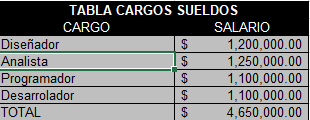 TABLA CARGOS SUELDOS
CARGO SALARIO
Diseñador $ 1,200,000.00
Analista $ 1,250,000.00
Programador $ 1,100,000.00
Desarrolador $ 1,100,000.00
TOTAL $ 4,650,000.00